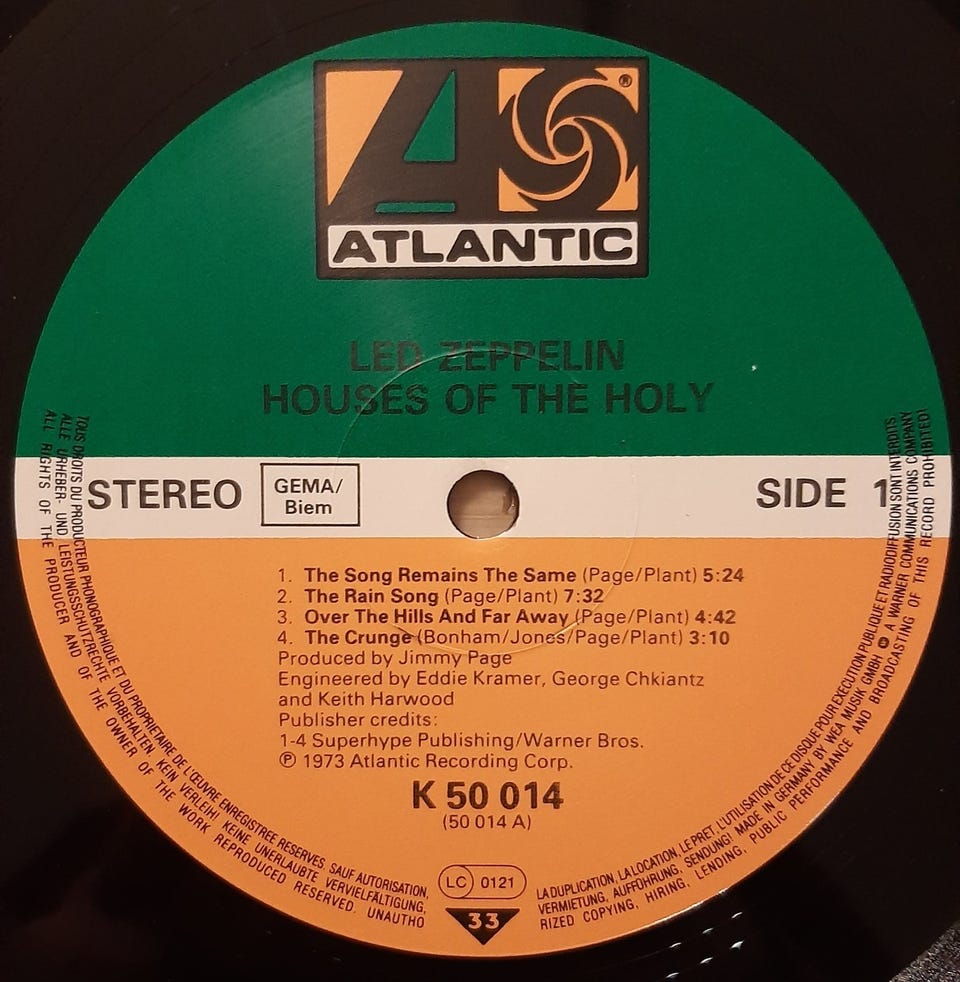 ATLANTIC
®
LED ZEPPELIN
HOUSES OF THE HOLY
STEREO
GEMA/
Biem
SIDE 1
1. The Song Remains The Same (Page/Plant) 5:24
2. The Rain Song (Page/Plant) 7:32
3. Over The Hills And Far Away (Page/Plant) 4:42
4. The Crunge (Bonham/Jones/Page/Plant) 3:10
Produced by Jimmy Page
Engineered by Eddie Kramer, George Chkiantz
and Keith Harwood
Publisher credits:
1-4 Superhype Publishing/Warner Bros.
℗ 1973 Atlantic Recording Corp.
K 50 014
(50 014 A)
LC 0121
33
TOUS DROITS DU PRODUCTEUR PHONOGRAPHIQUE ET DU PROPRIETAIRE DE L'ŒUVRE ENREGISTREE RESERVES. SAUF AUTORISATION,
ALLE URHEBER- UND LEISTUNGSSCHUTZRECHTE VORBEHALTEN. KEIN VERLEIH! KEINE UNERLAUBTE VERVIELFÄLTIGUNG,
ALL RIGHTS OF THE PRODUCER AND OF THE OWNER OF THE WORK REPRODUCED RESERVED. UNAUTHO
LA DUPLICATION, LA LOCATION, LE PRET, L'UTILISATION DE CE DISQUE POUR EXECUTION PUBLIQUE ET RADIODIFFUSION SONT INTERDITS.
VERMIETUNG, AUFFÜHRUNG, SENDUNG! MADE IN GERMANY BY WEA MUSIK GMBH A WARNER COMMUNICATIONS COMPANY
RIZED COPYING, HIRING, LENDING, PUBLIC PERFORMANCE AND BROADCASTING OF THIS RECORD PROHIBITED!